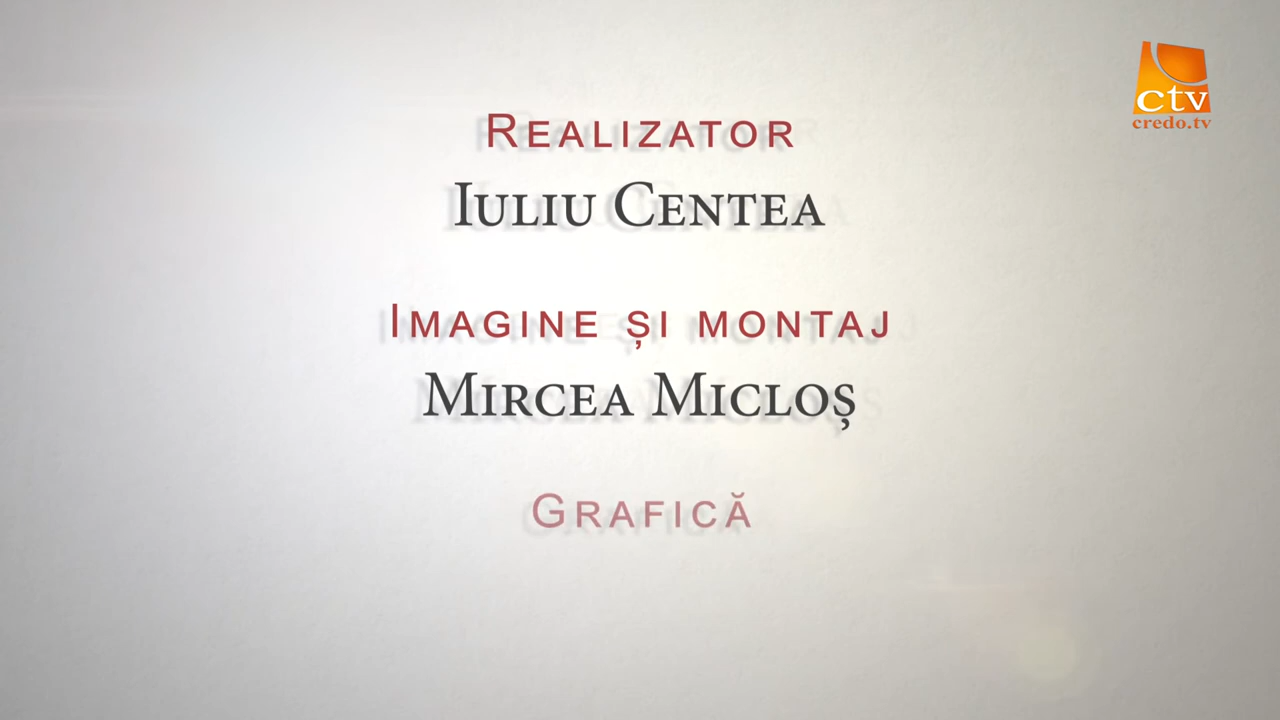 ctv
credo.tv
REALIZATOR
IULIU CENTEA
IMAGINE ȘI MONTAJ
MIRCEA MICLOȘ
GRAFICĂ